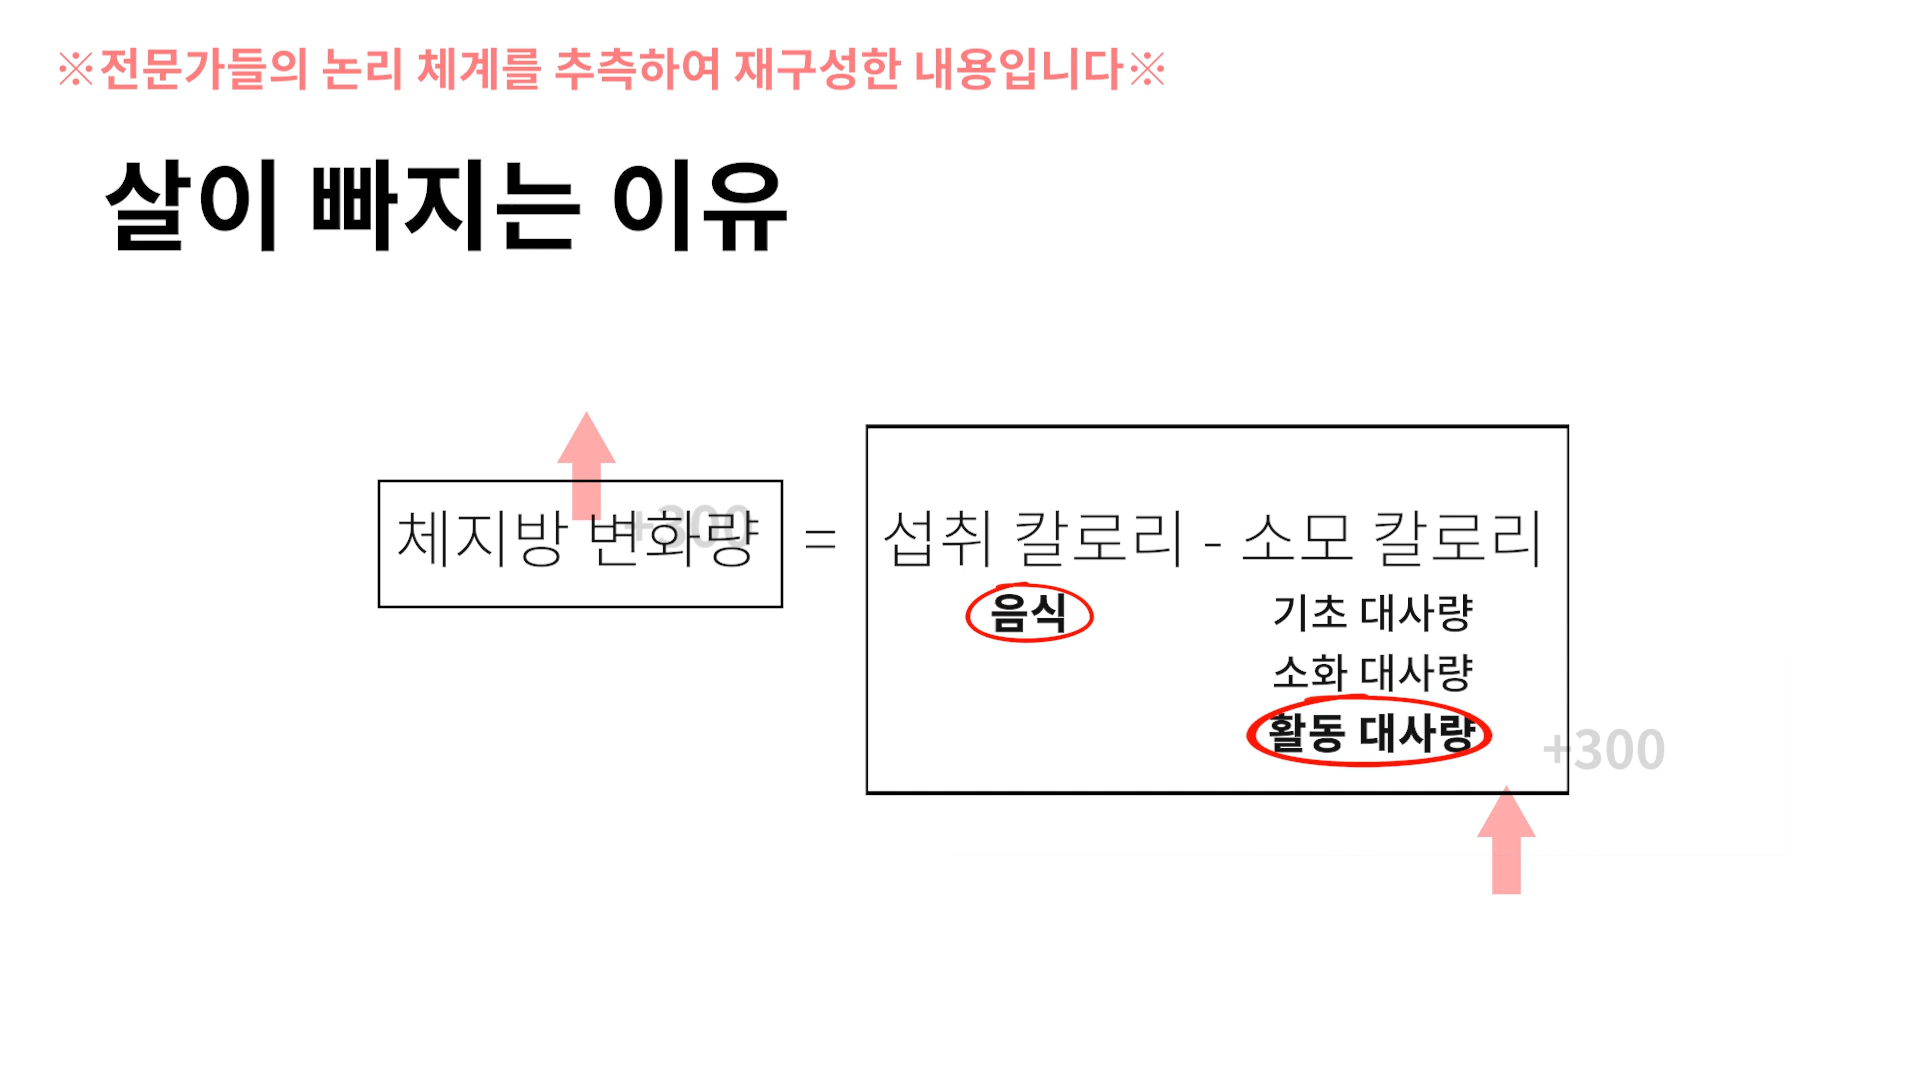 ※전문가들의 논리 체계를 추측하여 재구성한 내용입니다※
살이 빠지는 이유
체지방 변화량 = 섭취 칼로리 - 소모 칼로리
+300
음식
기초 대사량
소화 대사량
활동 대사량
+300